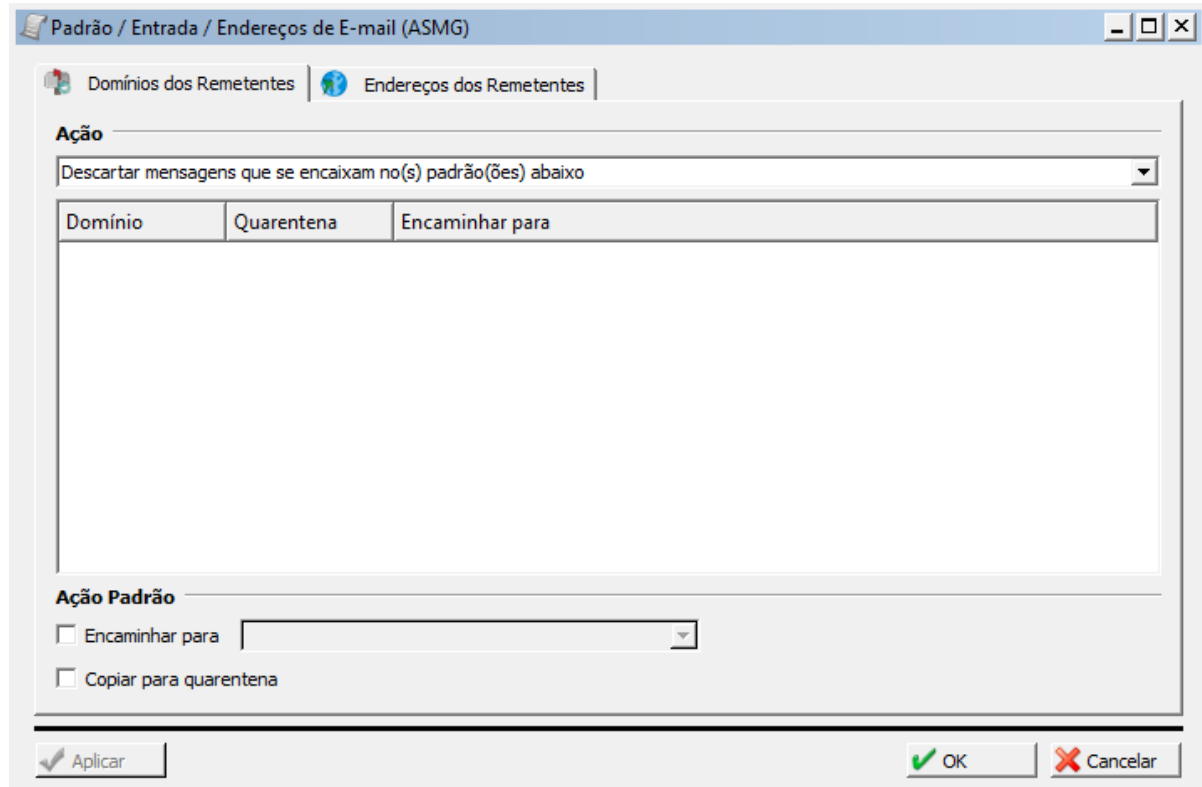 Padrão / Entrada / Endereços de E-mail (ASMG)
Domínios dos Remetentes Endereços dos Remetentes
Ação
Descartar mensagens que se encaixam no(s) padrão(ões) abaixo
Domínio Quarentena Encaminhar para
Ação Padrão
Encaminhar para
Copiar para quarentena
Aplicar OK Cancelar